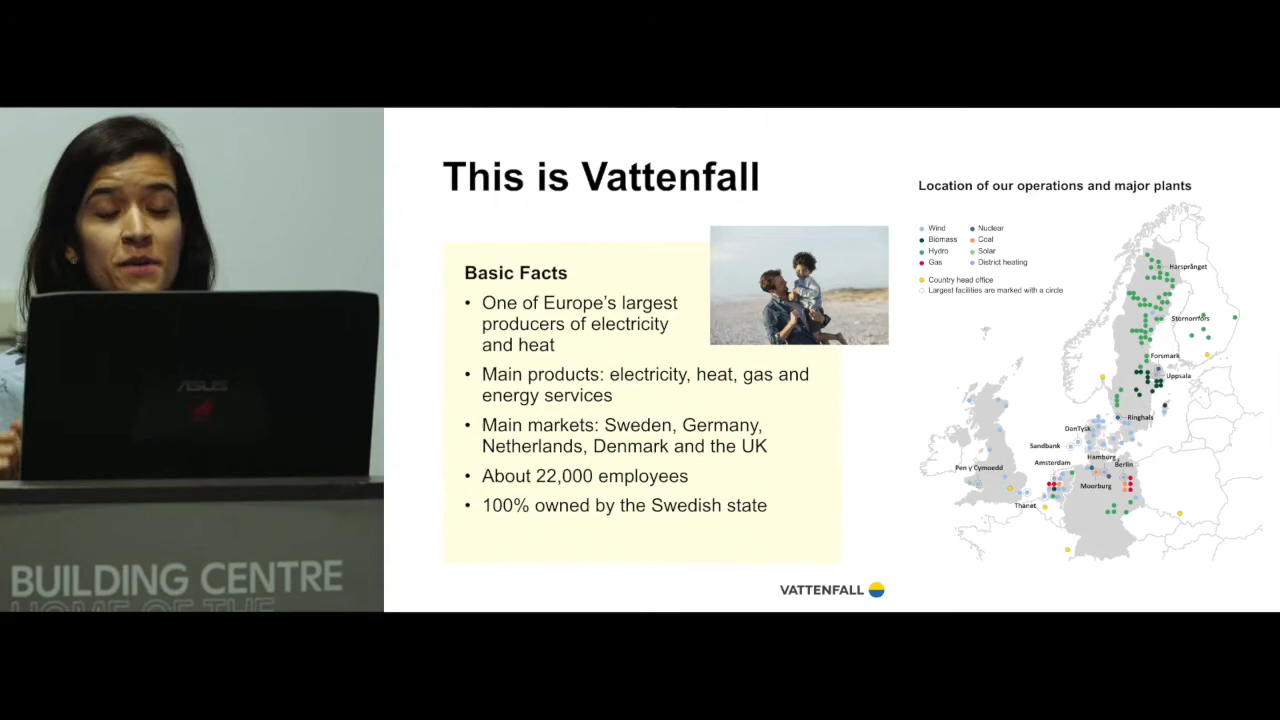 ASUS
BUILDING CENTRE
HOME OF THE
This is Vattenfall
Basic Facts
• One of Europe's largest
producers of electricity
and heat
• Main products: electricity, heat, gas and
energy services
• Main markets: Sweden, Germany,
Netherlands, Denmark and the UK
• About 22,000 employees
• 100% owned by the Swedish state
VATTENFALL
Location of our operations and major plants
Wind
Nuclear
Biomass
Coal
Hydro
Solar
Gas
District heating
Country head office
Largest facilities are marked with a circle
Harsprånget
Stornorrfors
Forsmark
Uppsala
Ringhals
DanTysk
Sandbank
Hamburg
Amsterdam
Berlin
Pen y Cymoedd
Moorburg
Thanet